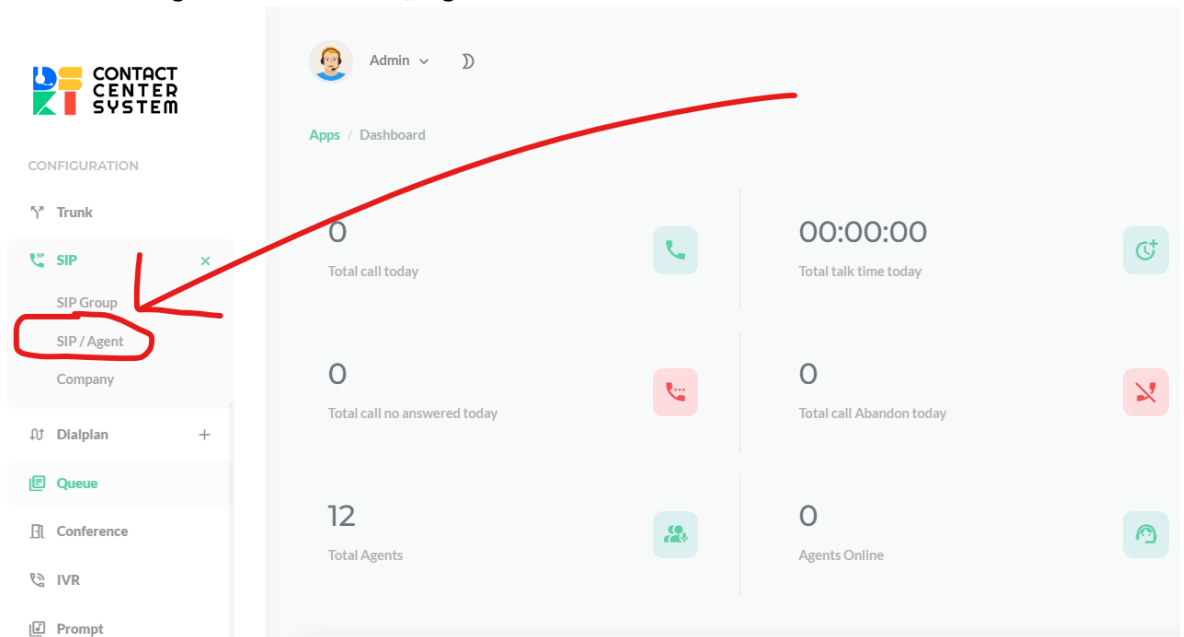 CONTACT
CENTER
SYSTEM
CONFIGURATION
Trunk
SIP
SIP Group
SIP / Agent
Company
Dialplan
Queue
Conference
IVR
Prompt
Admin
Apps / Dashboard
0
Total call today
00:00:00
Total talk time today
0
Total call no answered today
0
Total call Abandon today
12
Total Agents
0
Agents Online